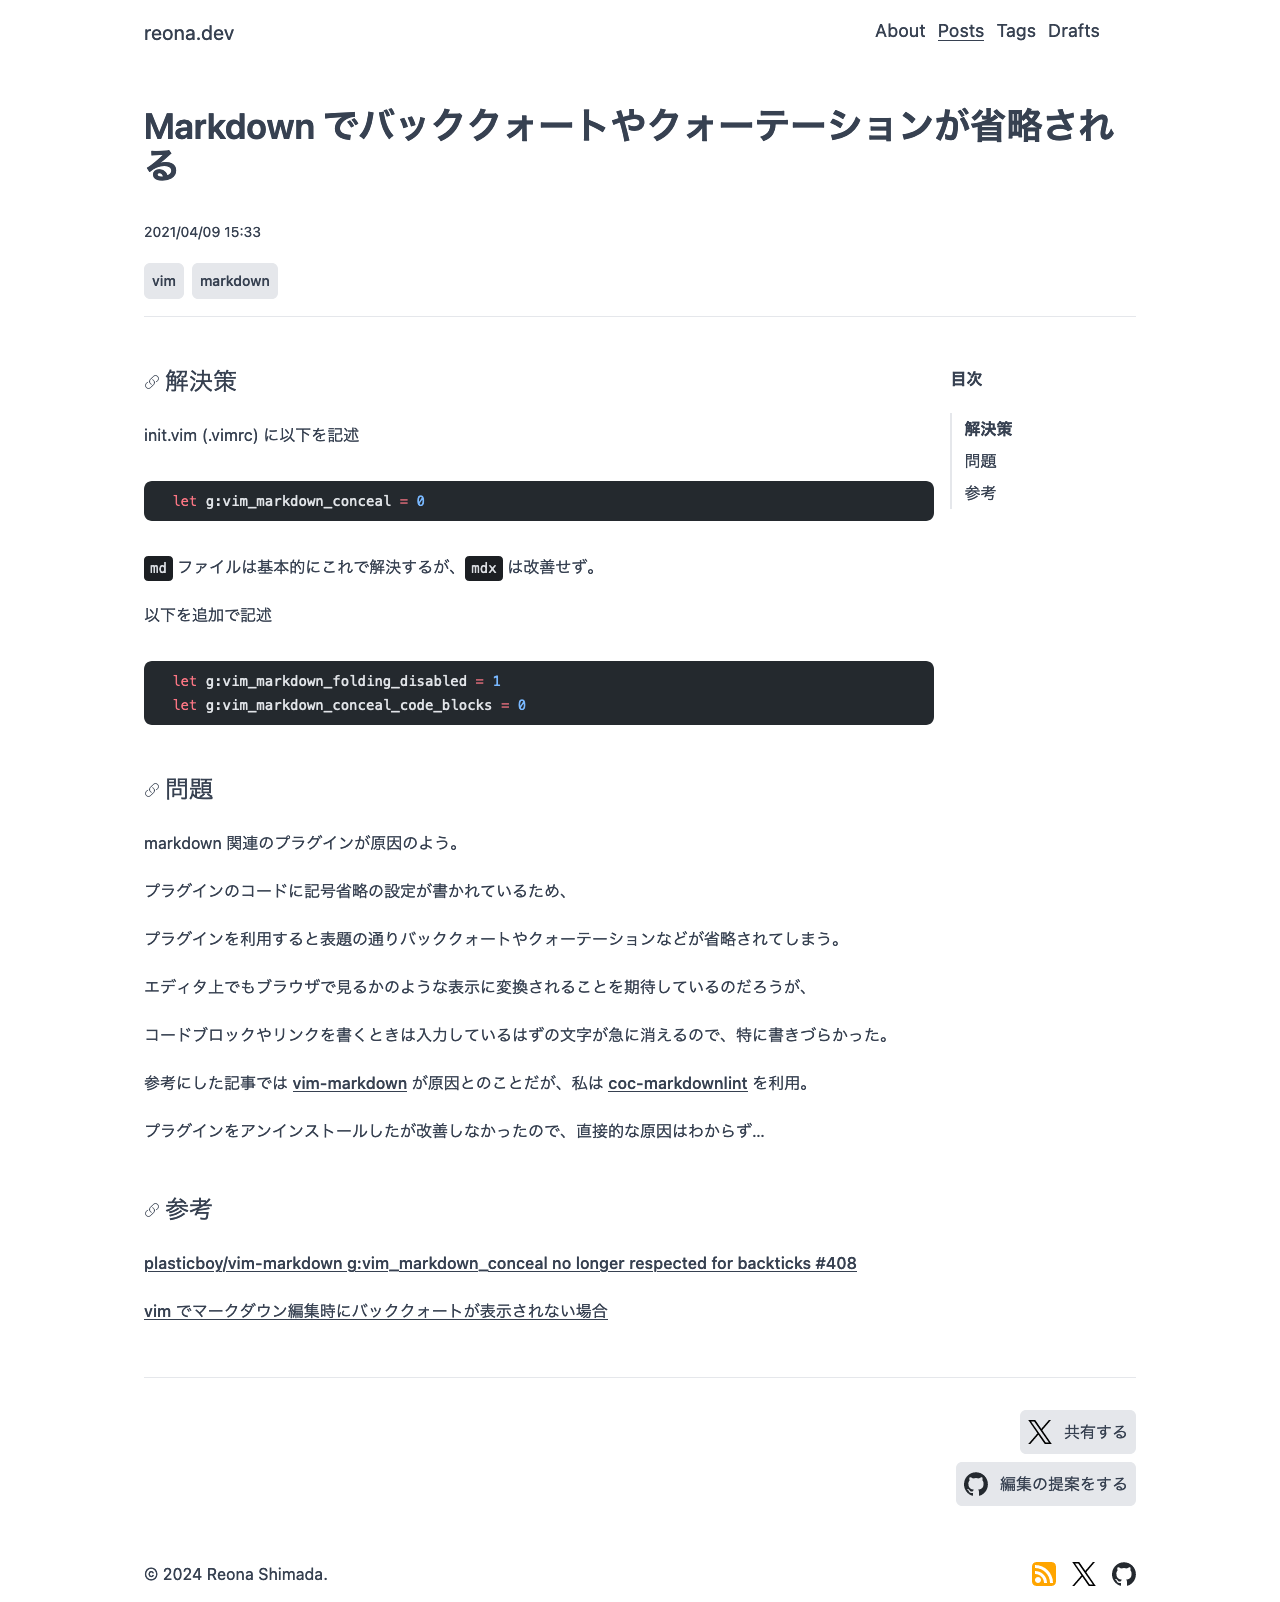 reona.dev
About Posts Tags Drafts
Markdown でバッククォートやクォーテーションが省略され
る
2021/04/09 15:33
vim markdown
解決策
init.vim (.vimrc) に以下を記述
let g:vim_markdown_conceal = 0
md ファイルは基本的にこれで解決するが、mdx は改善せず。
以下を追加で記述
let g:vim_markdown_folding_disabled = 1
let g:vim_markdown_conceal_code_blocks = 0
問題
markdown 関連のプラグインが原因のよう。
プラグインのコードに記号省略の設定が書かれているため、
プラグインを利用すると表題の通りバッククォートやクォーテーションなどが省略されてしまう。
エディタ上でもブラウザで見るかのような表示に変換されることを期待しているのだろうが、
コードブロックやリンクを書くときは入力しているはずの文字が急に消えるので、特に書きづらかった。
参考にした記事では vim-markdown が原因とのことだが、私は coc-markdownlint を利用。
プラグインをアンインストールしたが改善しなかったので、直接的な原因はわからず...
参考
plasticboy/vim-markdown g:vim_markdown_conceal no longer respected for backticks #408
vim でマークダウン編集時にバッククォートが表示されない場合
目次
解決策
問題
参考
共有する
編集の提案をする
© 2024 Reona Shimada.